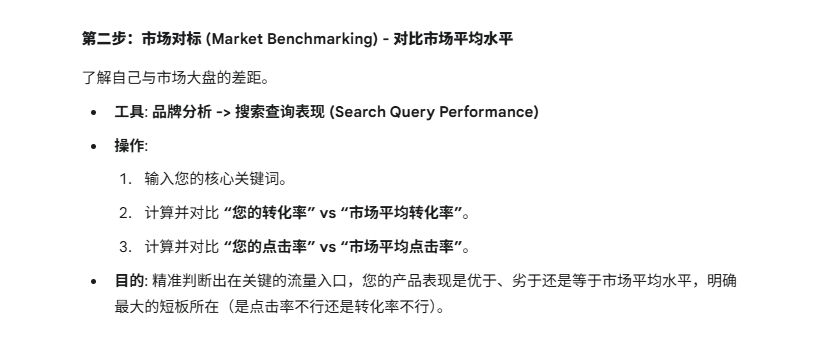 第二步：市场对标 (Market Benchmarking) - 对比市场平均水平
了解自己与市场大盘的差距。
• 工具: 品牌分析 -> 搜索查询表现 (Search Query Performance)
• 操作:
1. 输入您的核心关键词。
2. 计算并对比 “您的转化率” vs “市场平均转化率”。
3. 计算并对比 “您的点击率” vs “市场平均点击率”。
• 目的: 精准判断出在关键的流量入口，您的产品表现是优于、劣于还是等于市场平均水平，明确
最大的短板所在（是点击率不行还是转化率不行）。